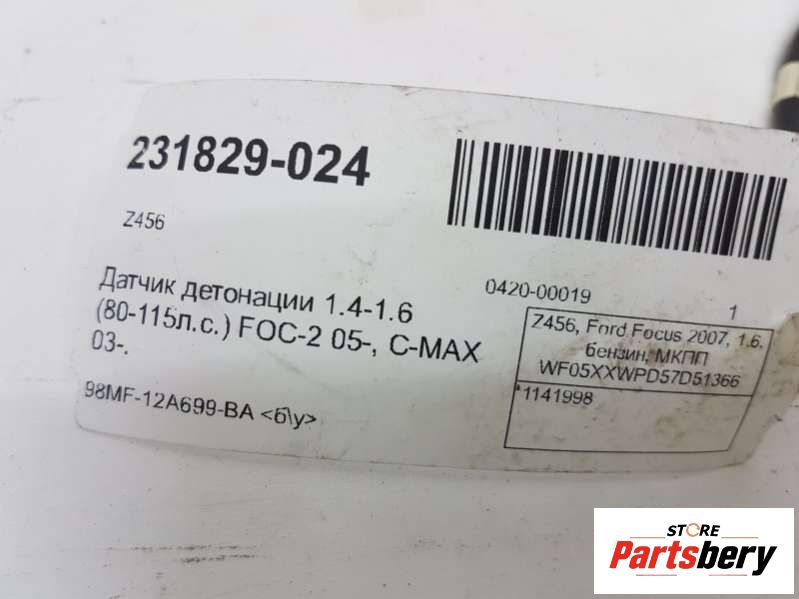 231829-024
Z456
Датчик детонации 1.4-1.6
(80-115л.с.) FOC-2 05-, C-MAX
03-.
98MF-12A699-BA <б\у>
0420-00019
1
Z456, Ford Focus 2007, 1.6,
бензин, МКПП
WF05XXWPD57D51366
*1141998
STORE
Partsbery